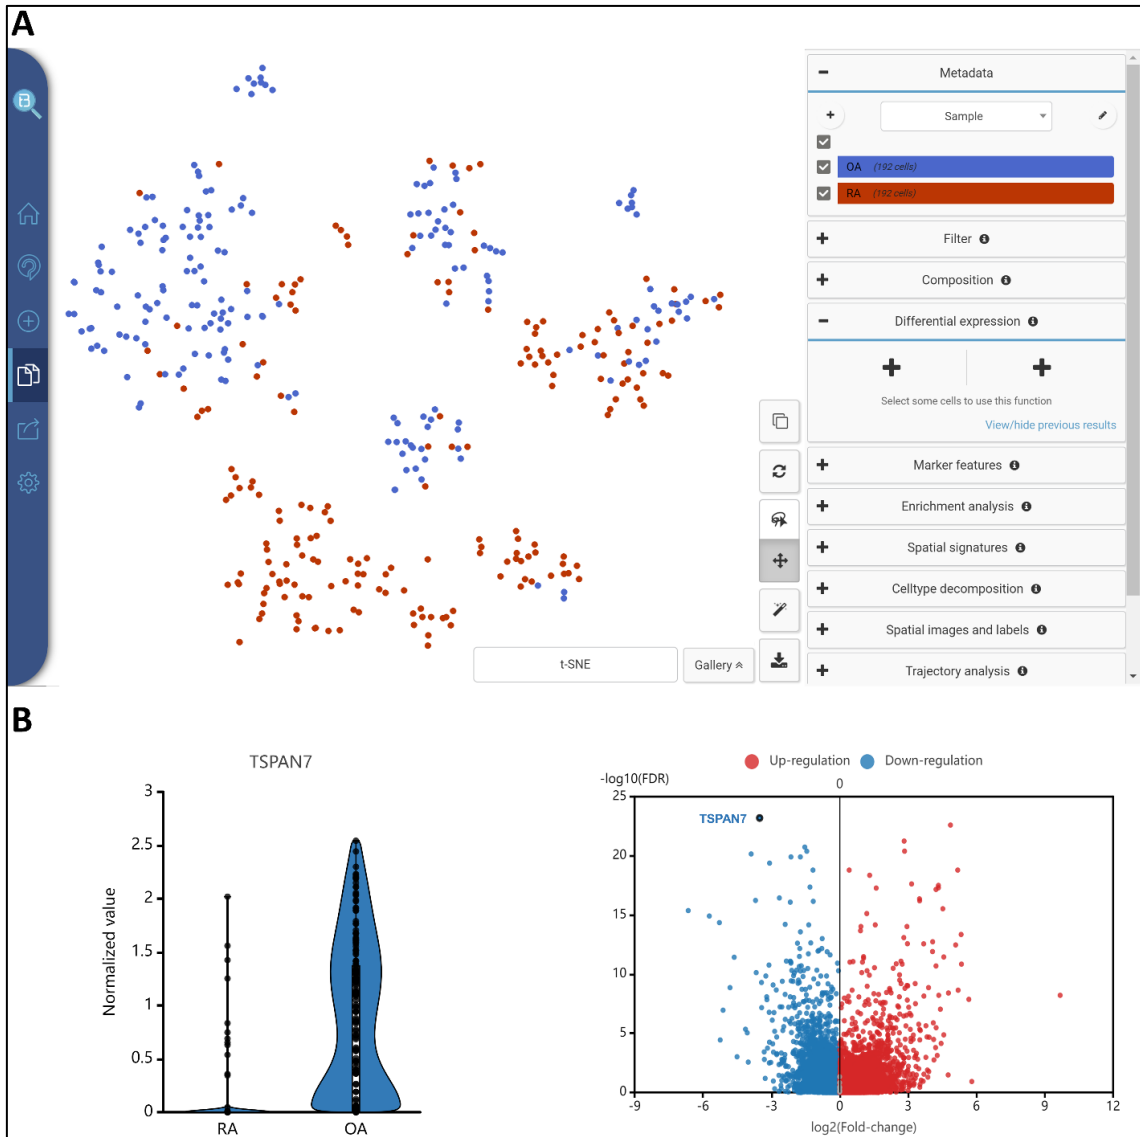 A
Metadata
Sample
OA (192 cells)
RA (192 cells)
Filter
Composition
Differential expression
Select some cells to use this function
View/hide previous results
Marker features
Enrichment analysis
Spatial signatures
Celltype decomposition
Spatial images and labels
Trajectory analysis
t-SNE
Gallery
B
TSPAN7
Normalized value
3
2.5
2
1.5
1
0.5
0
RA
OA
Up-regulation Down-regulation
-log10(FDR)
0
25
20
15
10
5
0
TSPAN7
-9 -6 -3 0 3 6 9 12
log2(Fold-change)